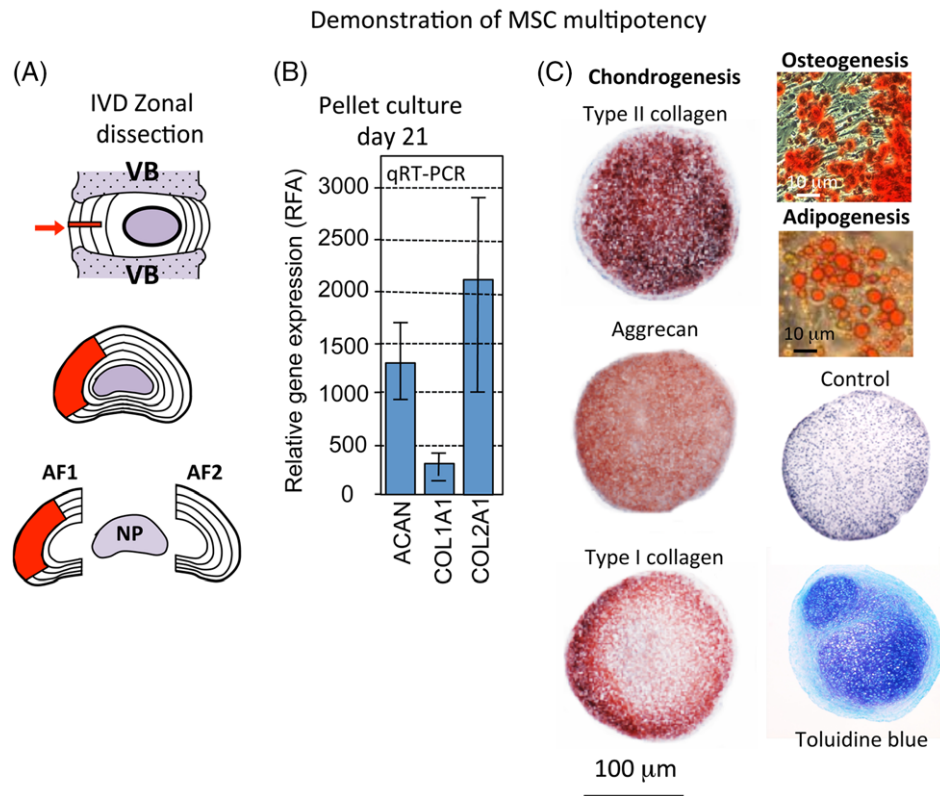 Demonstration of MSC multipotency
(A)
IVD Zonal
dissection
VB
VB
AF1
AF2
NP
(B)
Pellet culture
day 21
qRT-PCR
Relative gene expression (RFA)
3000
2500
2000
1500
1000
500
0
ACAN
COL1A1
COL2A1
(C)
Chondrogenesis
Type II collagen
Aggrecan
Type I collagen
100 μm
Osteogenesis
10 μm
Adipogenesis
10 μm
Control
Toluidine blue